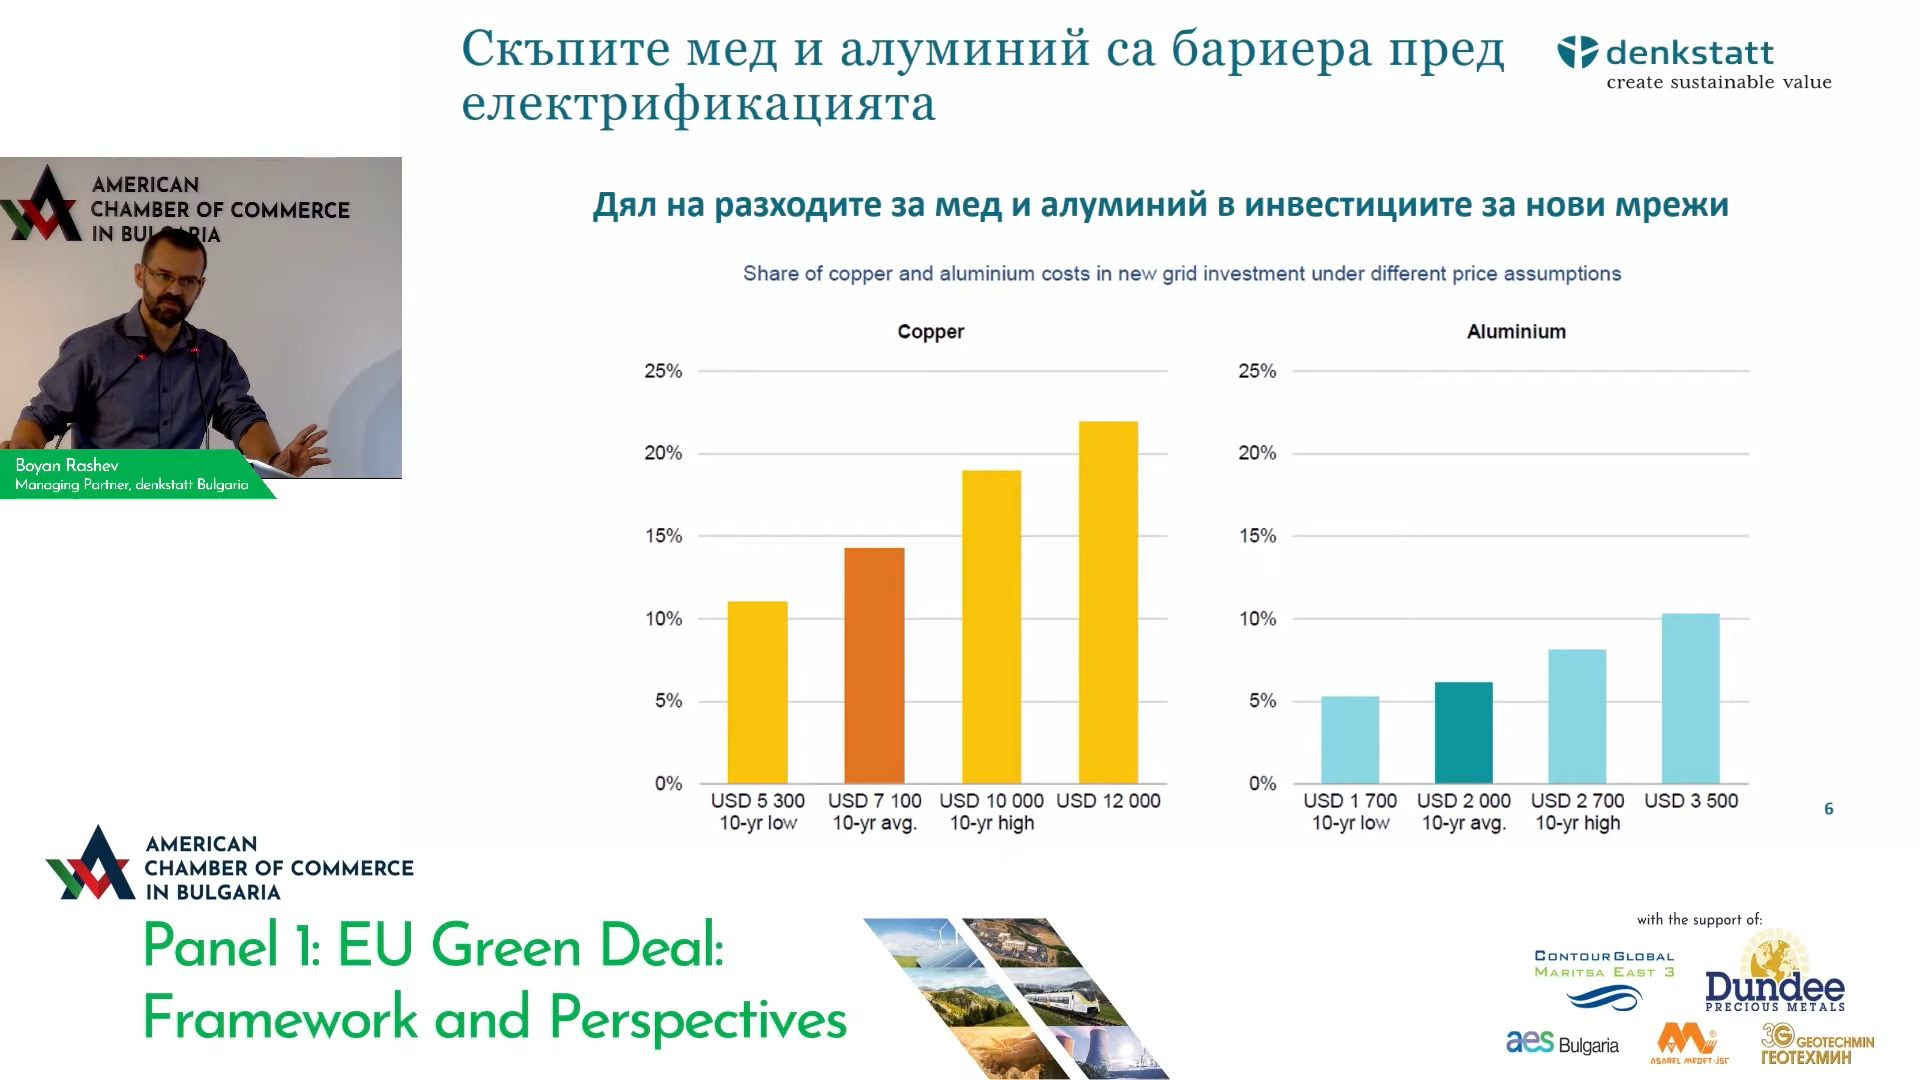 Скъпите мед и алуминий са бариера пред
електрификацията
denkstatt
create sustainable value
AMERICAN
CHAMBER OF COMMERCE
IN BULGARIA
Boyan Rashev
Managing Partner, denkstatt Bulgaria
Дял на разходите за мед и алуминий в инвестициите за нови мрежи
Share of copper and aluminium costs in new grid investment under different price assumptions
Copper
25%
20%
15%
10%
5%
0%
USD 5 300
10-yr low
USD 7 100
10-yr avg.
USD 10 000
10-yr high
USD 12 000
Aluminium
25%
20%
15%
10%
5%
0%
USD 1 700
10-yr low
USD 2 000
10-yr avg.
USD 2 700
10-yr high
USD 3 500
6
AMERICAN
CHAMBER OF COMMERCE
IN BULGARIA
Panel 1: EU Green Deal:
Framework and Perspectives
with the support of:
CONTOURGLOBAL
MARITSA EAST 3
Dundee
PRECIOUS METALS
aes Bulgaria
ASAREL MEDET-JSC
GEOTECHMIN
ГЕОТЕХМИН